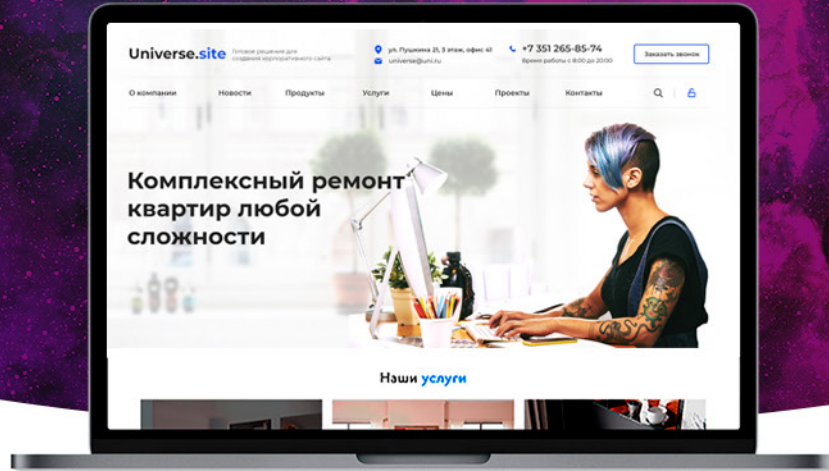 Universe.site
Готовое решение для
создания корпоративного сайта
ул. Пушкина 21, 3 этаж, офис 41
universe@uni.ru
+7 351 265-85-74
Время работы с 8:00 до 20:00
Заказать звонок
О компании Новости Продукты Услуги Цены Проекты Контакты
Комплексный ремонт
квартир любой
сложности
Наши услуги